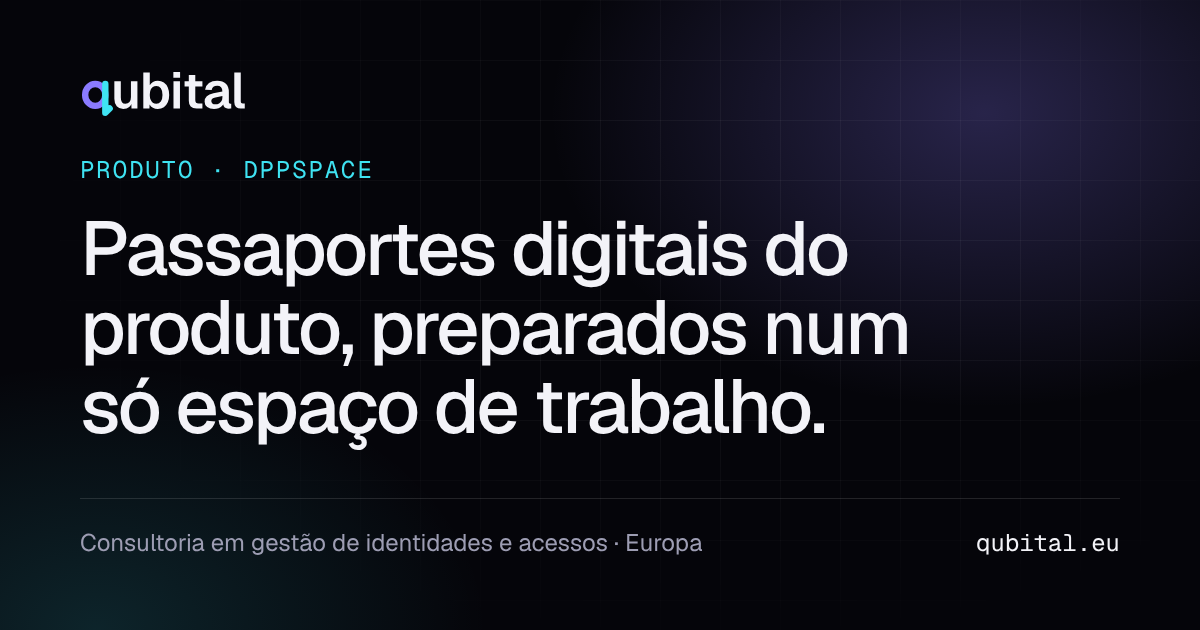 qubital
PRODUTO · DPPSPACE
Passaportes digitais do
produto, preparados num
só espaço de trabalho.
Consultoria em gestão de identidades e acessos · Europa
qubital.eu